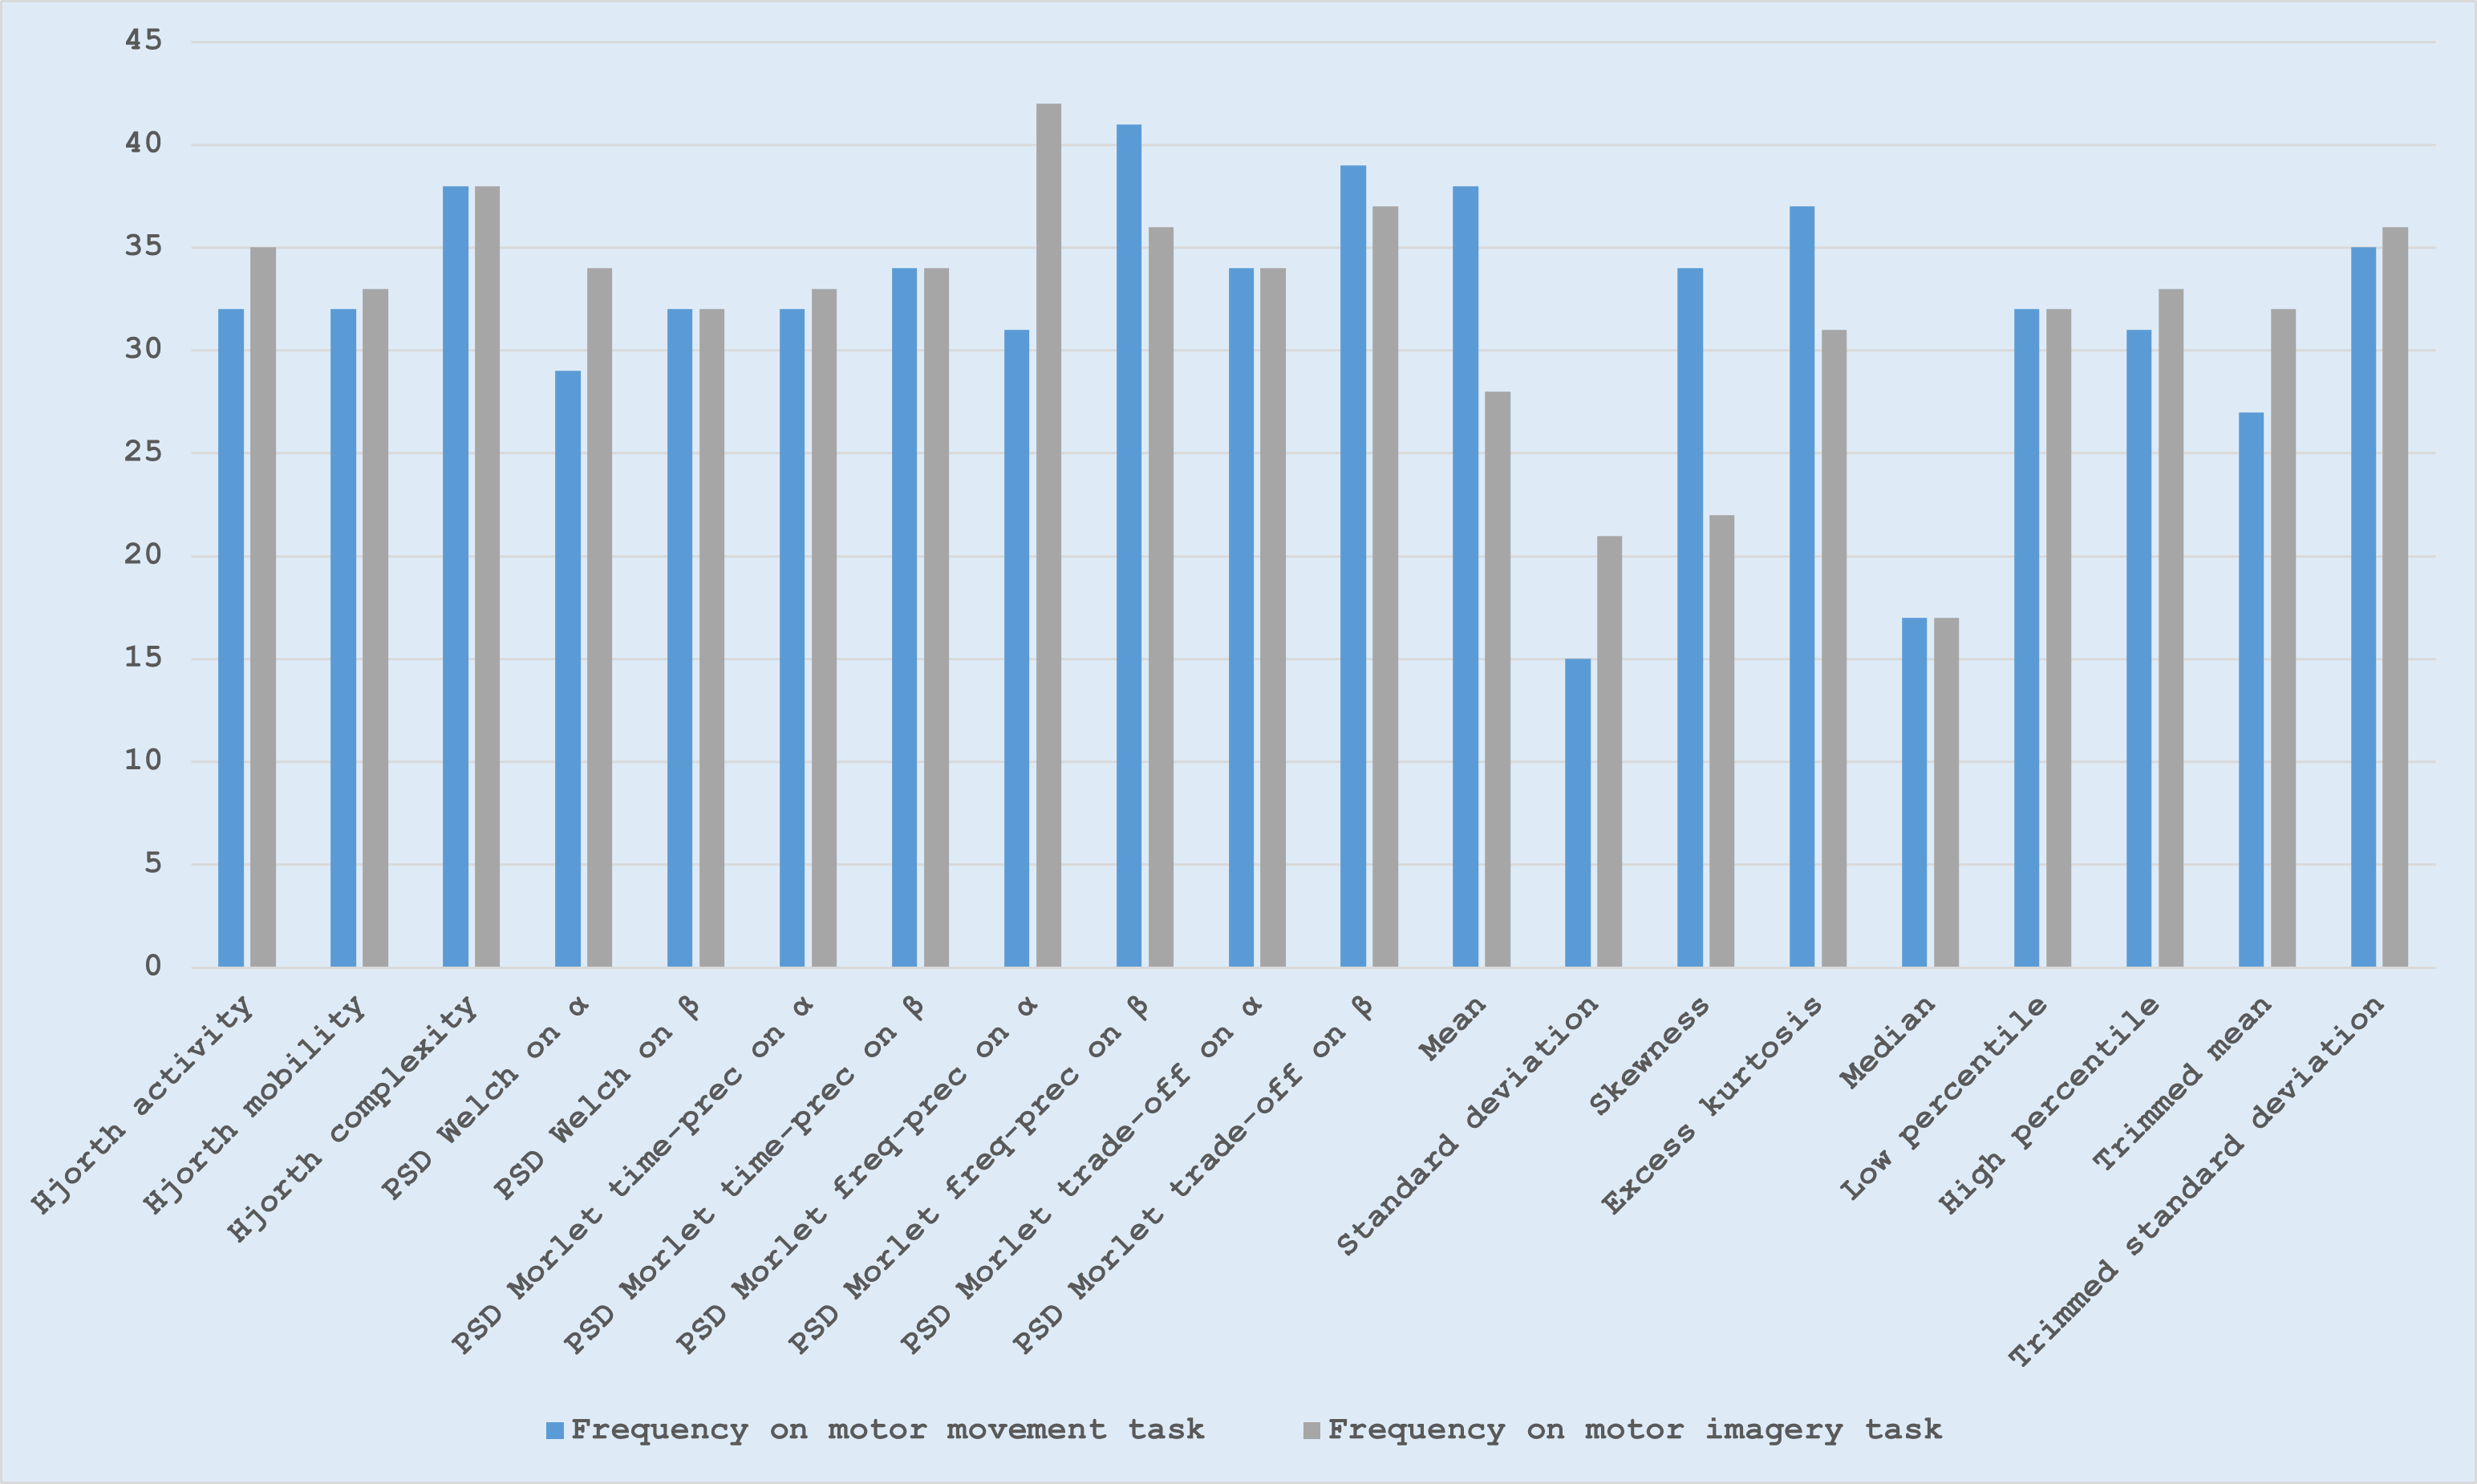 45
40
35
30
25
20
15
10
5
0
Hjorth activity
Hjorth mobility
Hjorth complexity
PSD Welch on α
PSD Welch on β
PSD Morlet time-prec on α
PSD Morlet time-prec on β
PSD Morlet freq-prec on α
PSD Morlet freq-prec on β
PSD Morlet trade-off on α
PSD Morlet trade-off on β
Mean
Standard deviation
Skewness
Excess kurtosis
Median
Low percentile
High percentile
Trimmed mean
Trimmed standard deviation
Frequency on motor movement task
Frequency on motor imagery task